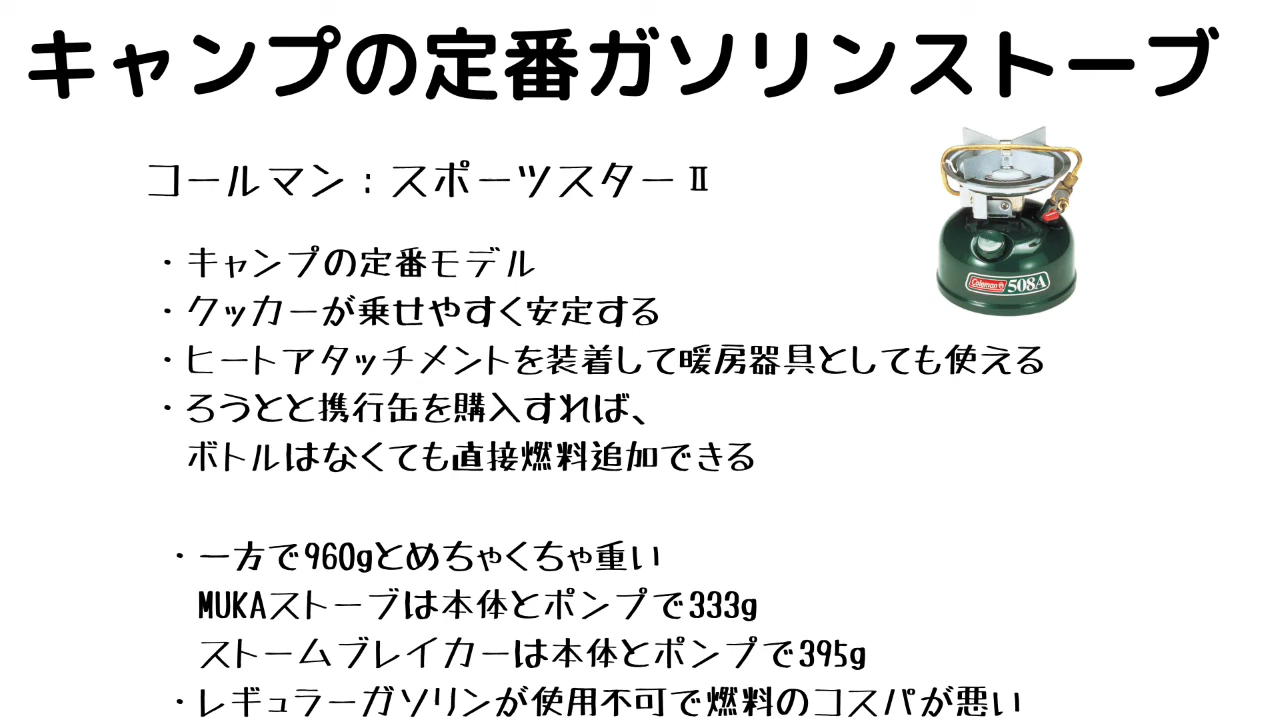 キャンプの定番ガソリンストーブ
コールマン：スポーツスターⅡ
Coleman 508A
・キャンプの定番モデル
・クッカーが乗せやすく安定する
・ヒートアタッチメントを装着して暖房器具としても使える
・ろうとと携行缶を購入すれば、
ボトルはなくても直接燃料追加できる
・一方で960gとめちゃくちゃ重い
MUKAストーブは本体とポンプで333g
ストームブレイカーは本体とポンプで395g
・レギュラーガソリンが使用不可で燃料のコスパが悪い